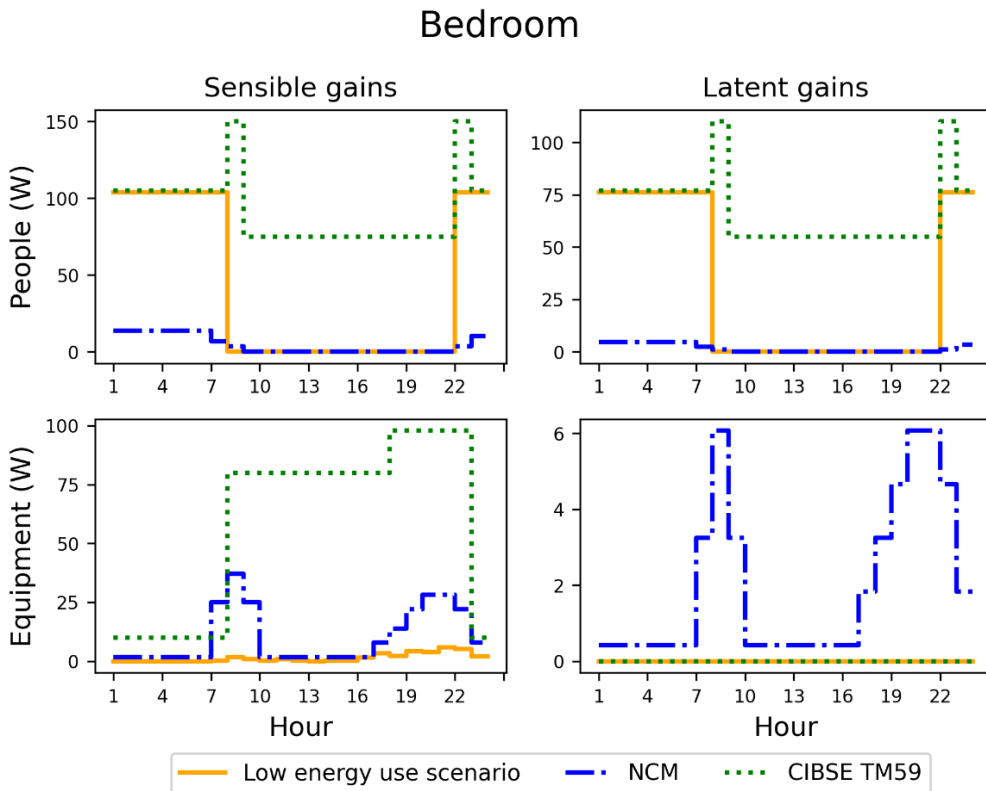 Bedroom
Sensible gains
Latent gains
People (W)
150
100
50
0
1 4 7 10 13 16 19 22
100
75
50
25
0
1 4 7 10 13 16 19 22
Equipment (W)
100
75
50
25
0
1 4 7 10 13 16 19 22
Hour
6
4
2
0
1 4 7 10 13 16 19 22
Hour
Low energy use scenario NCM CIBSE TM59